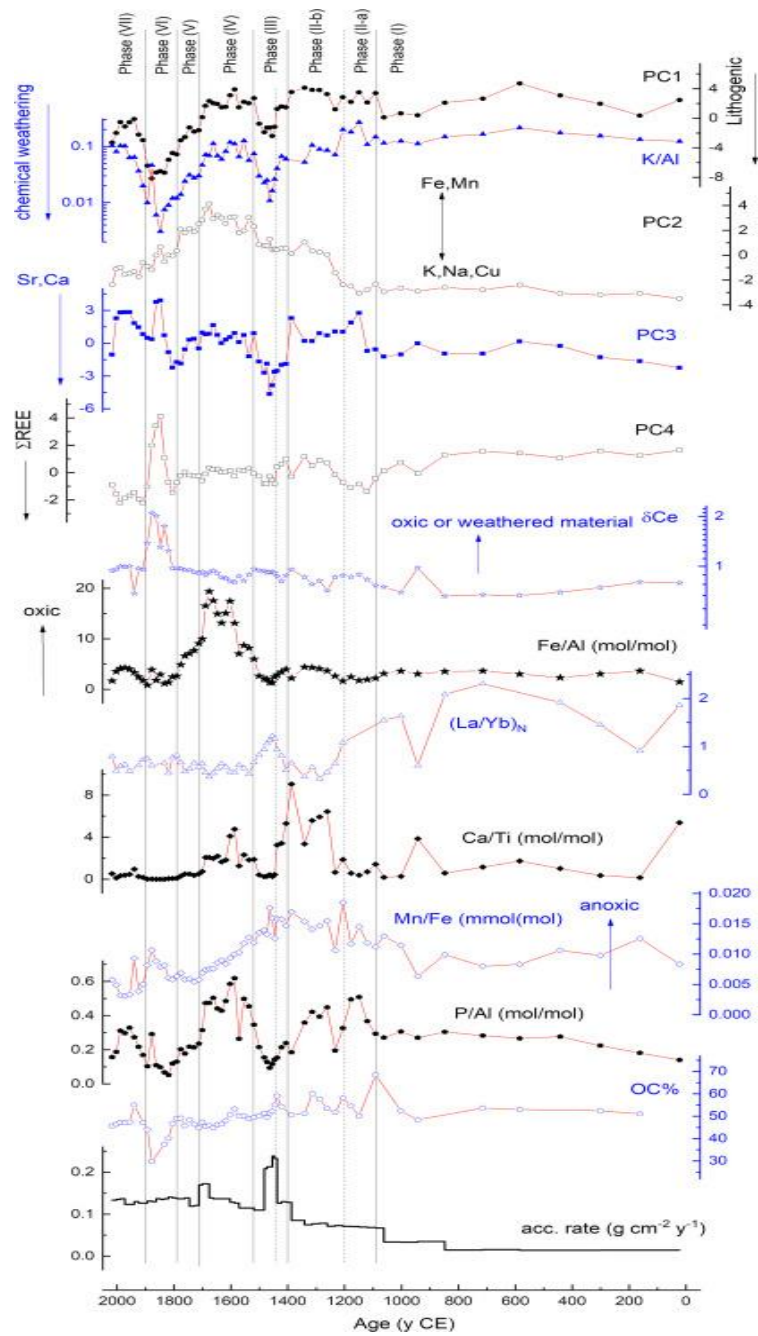 Phase (VII)
Phase (VI)
Phase (V)
Phase (IV)
Phase (III)
Phase (II-b)
Phase (II-a)
Phase (I)
PC1
4
0
-4
-8
Lithogenic
chemical weathering
0.1
0.01
K/Al
Fe,Mn
K,Na,Cu
PC2
4
2
0
-2
-4
Sr,Ca
3
0
-3
-6
PC3
ΣREE
4
2
0
-2
PC4
oxic or weathered material
δCe
2
1
oxic
20
10
0
Fe/Al (mol/mol)
(La/Yb)N
2
1
0
8
4
0
Ca/Ti (mol/mol)
Mn/Fe (mmol(mol)
anoxic
0.020
0.015
0.010
0.005
0.000
0.6
0.4
0.2
0.0
P/Al (mol/mol)
OC%
70
60
50
40
30
0.2
0.1
0.0
acc. rate (g cm-2 y-1)
2000 1800 1600 1400 1200 1000 800 600 400 200 0
Age (y CE)